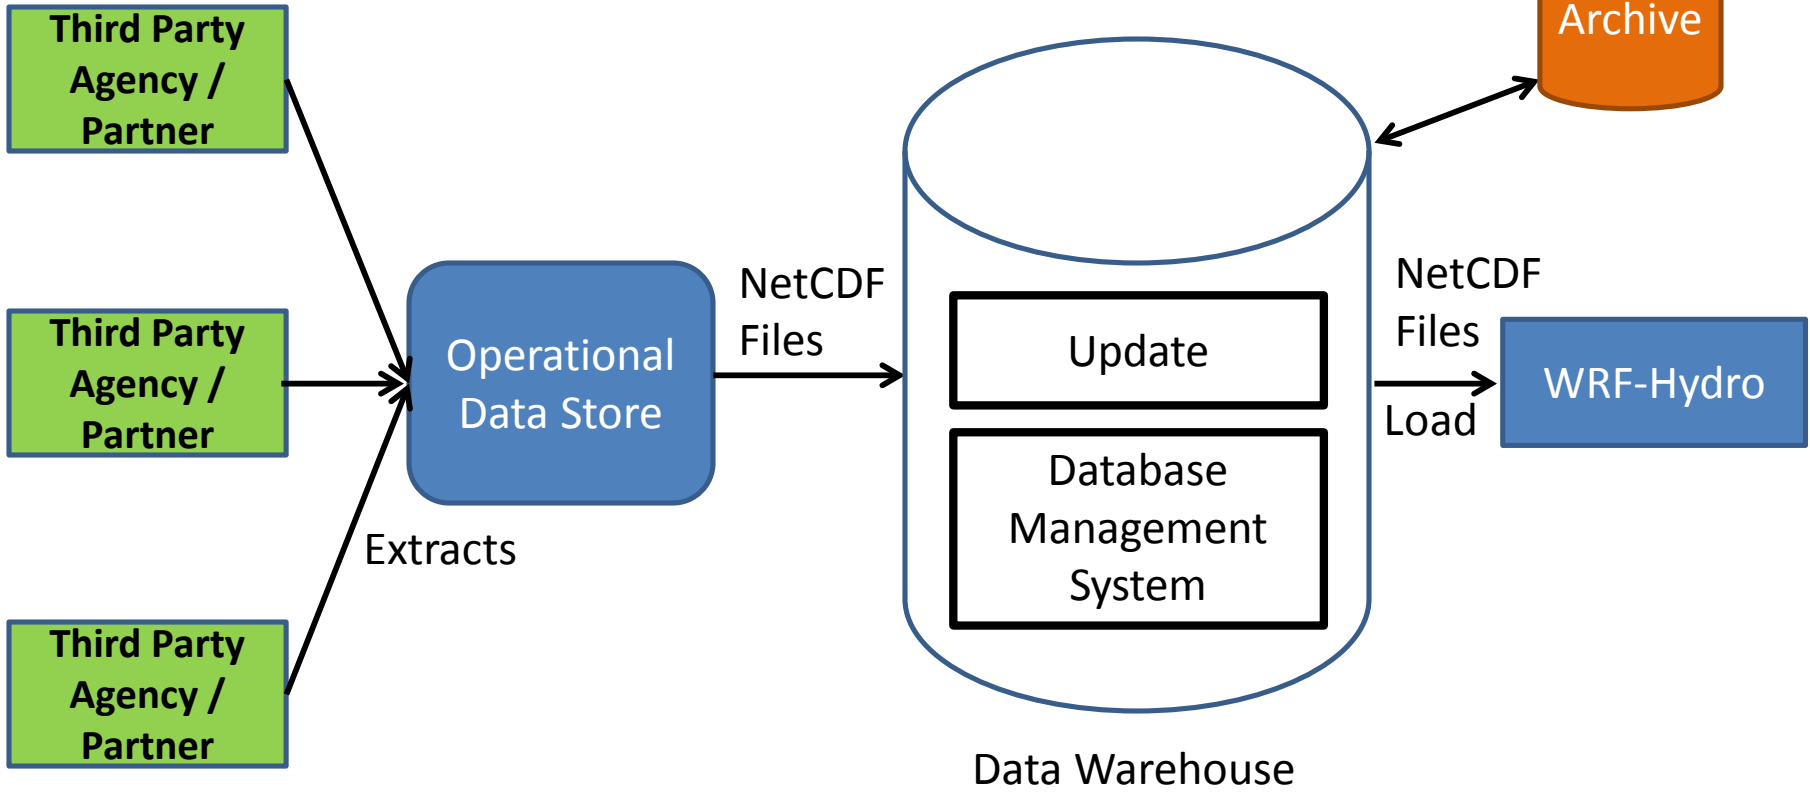 Third Party
Agency /
Partner
Third Party
Agency /
Partner
Third Party
Agency /
Partner
Extracts
Operational
Data Store
NetCDF
Files
Update
Database
Management
System
Data Warehouse
Archive
NetCDF
Files
Load
WRF-Hydro